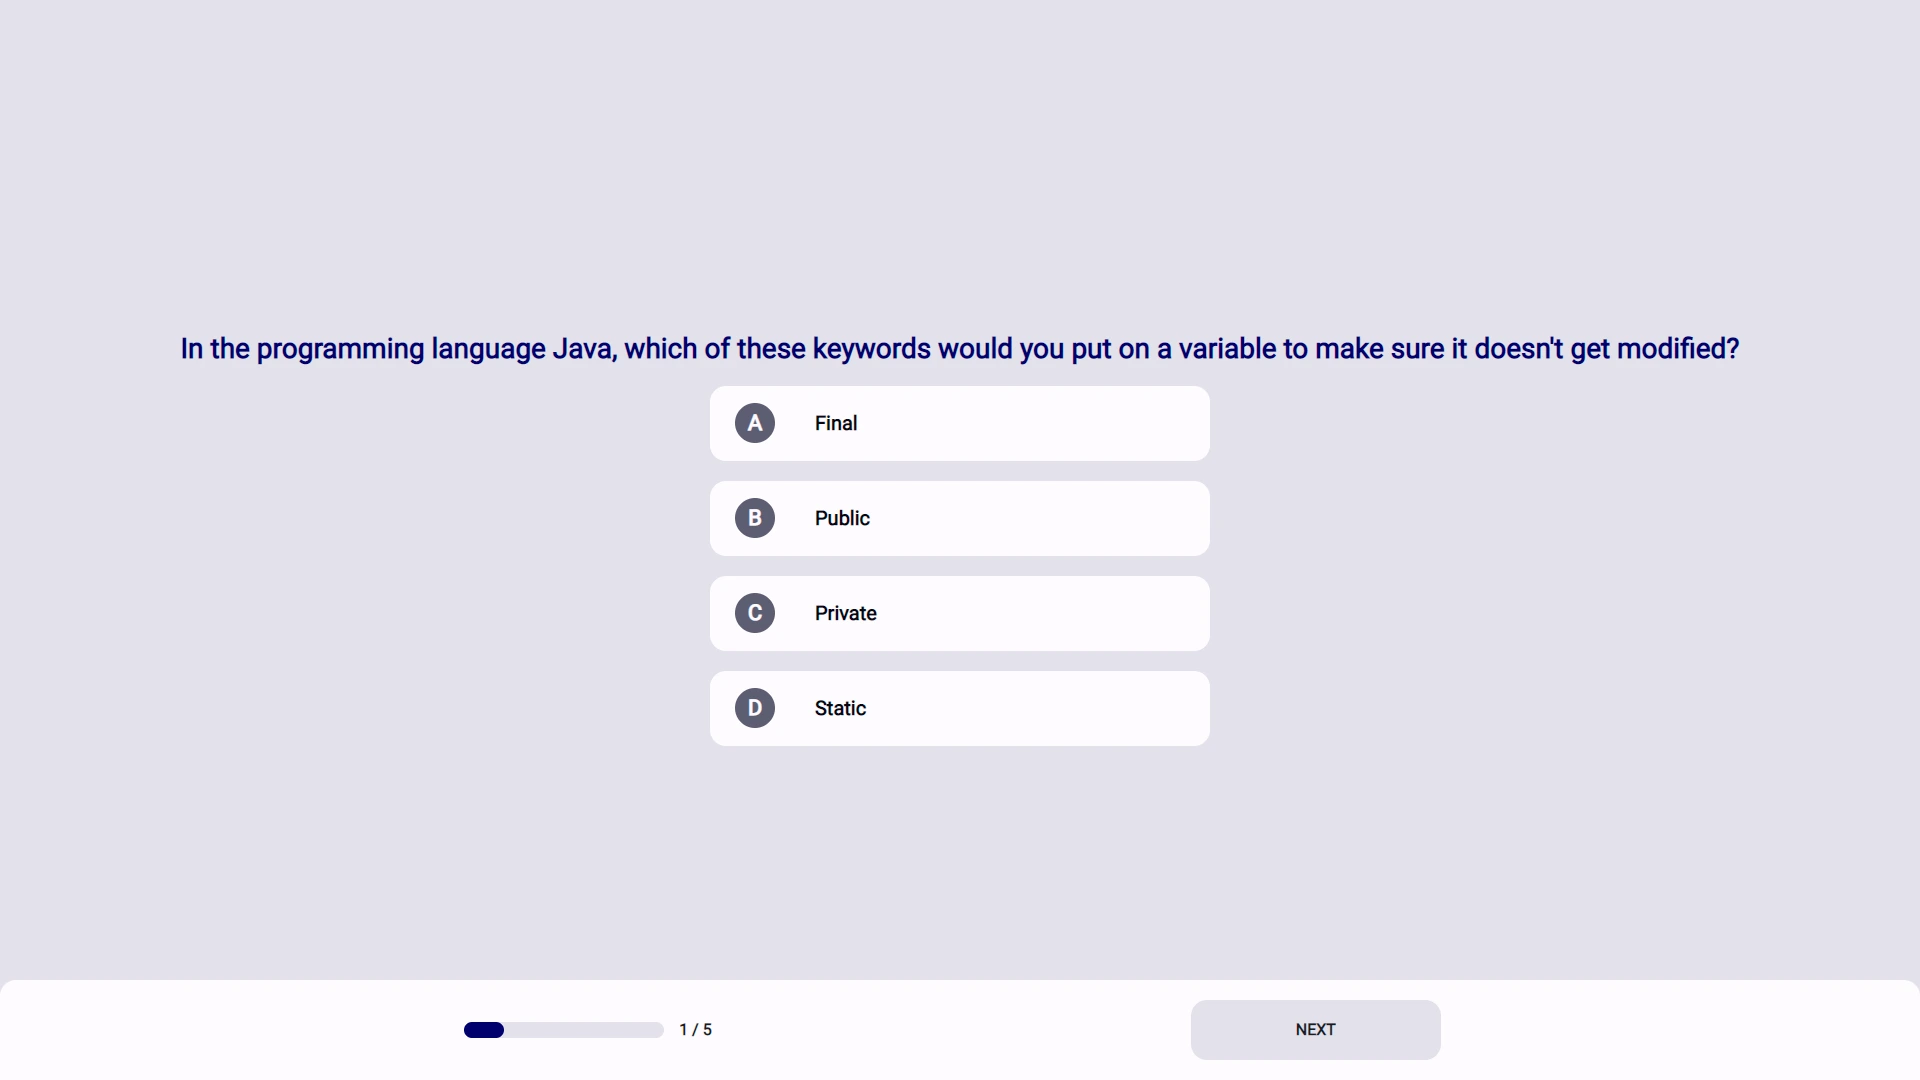 In the programming language Java, which of these keywords would you put on a variable to make sure it doesn't get modified?
A Final
B Public
C Private
D Static
1 / 5 NEXT